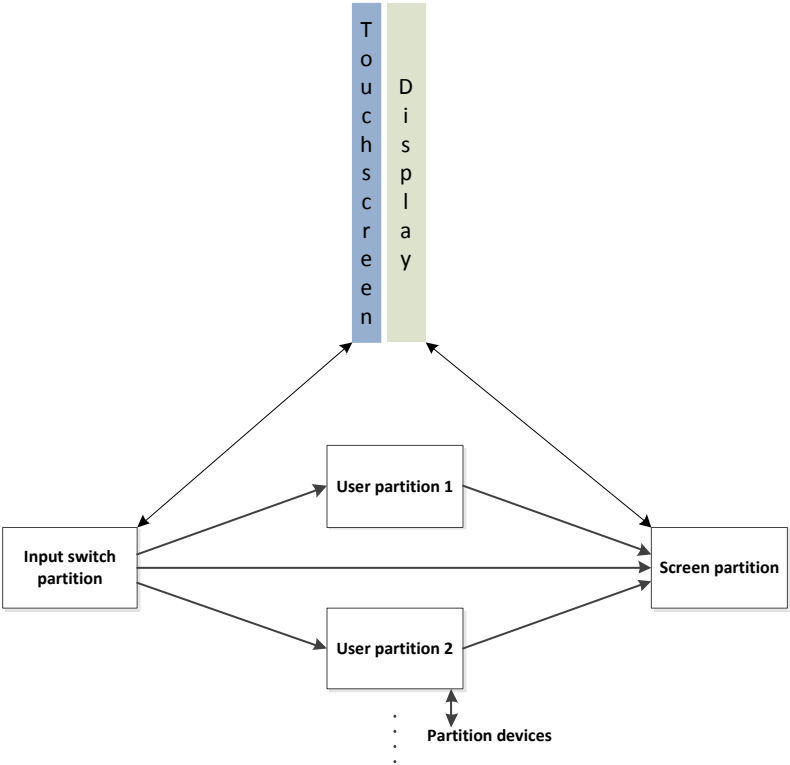 Touchscreen
Display
User partition 1
Input switch
partition
Screen partition
User partition 2
Partition devices